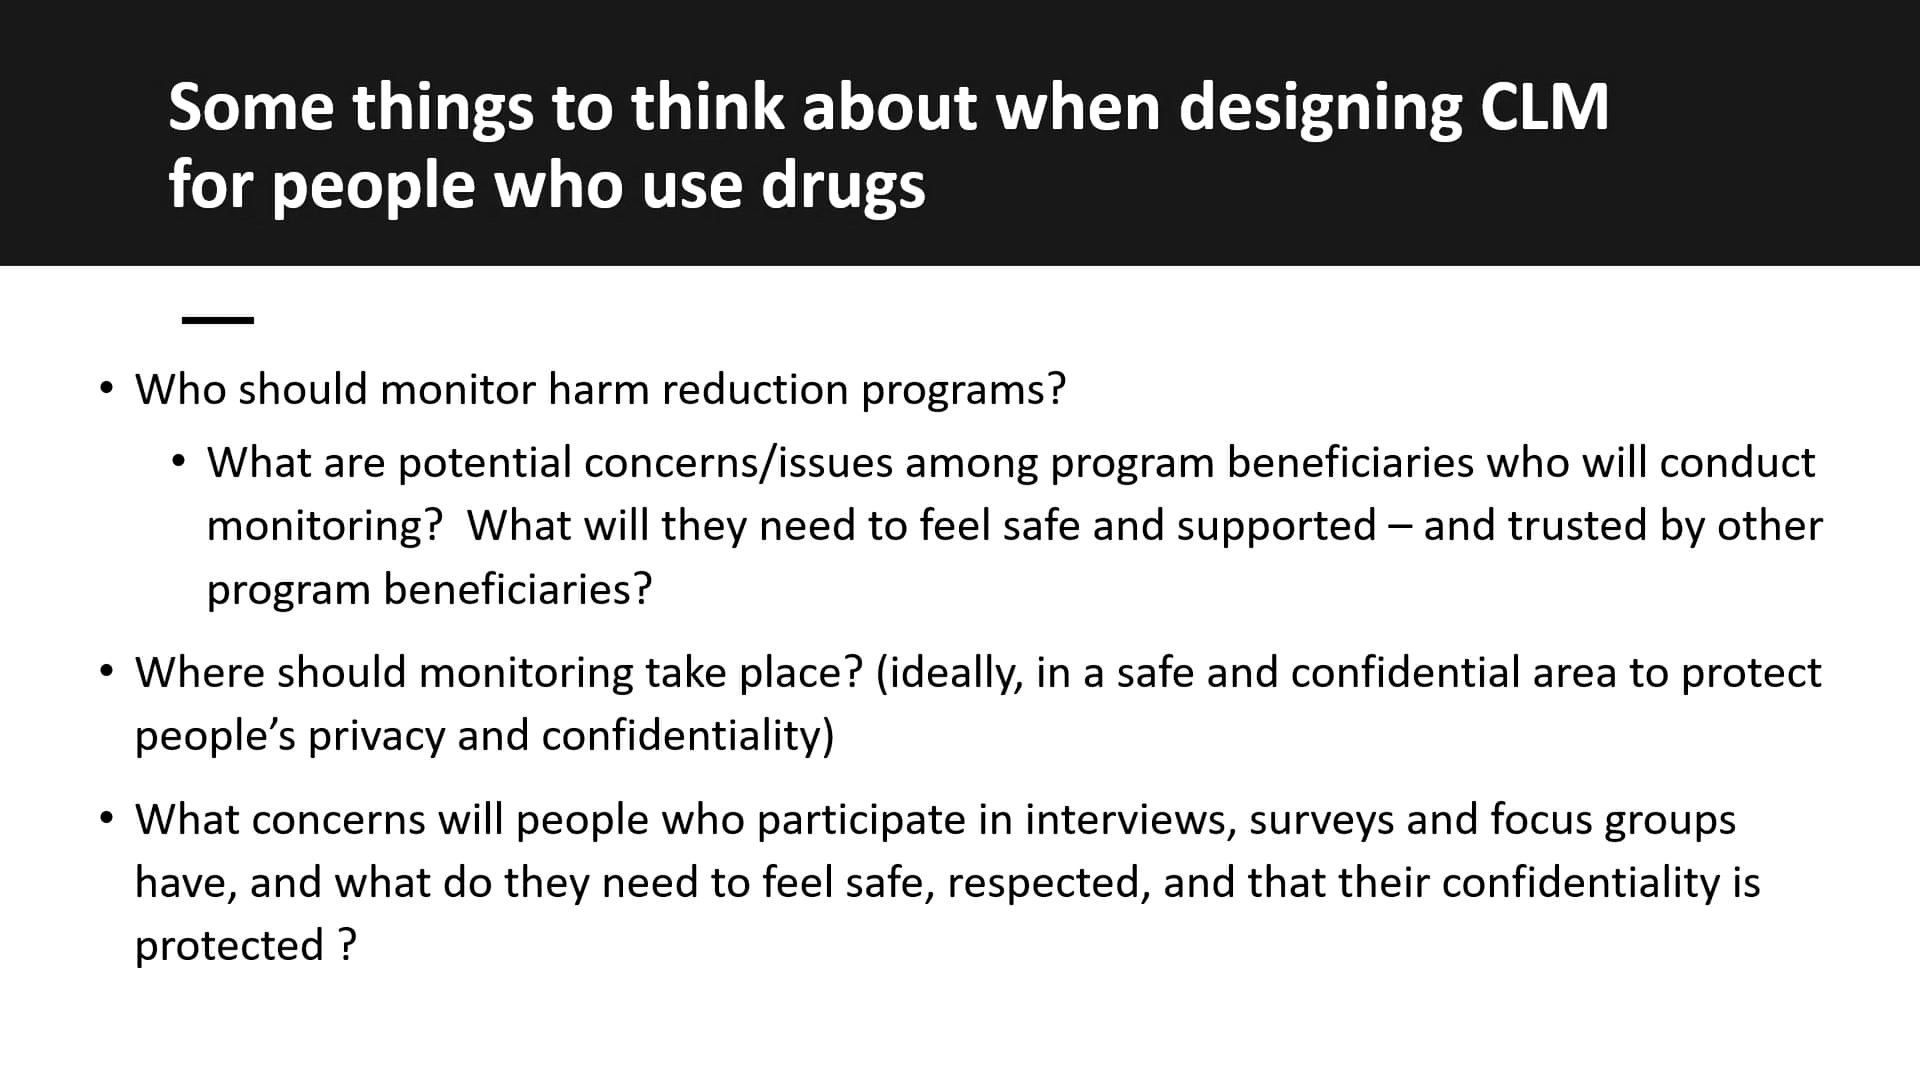 Some things to think about when designing CLM
for people who use drugs
• Who should monitor harm reduction programs?
• What are potential concerns/issues among program beneficiaries who will conduct
monitoring?  What will they need to feel safe and supported – and trusted by other
program beneficiaries?
• Where should monitoring take place? (ideally, in a safe and confidential area to protect
people’s privacy and confidentiality)
• What concerns will people who participate in interviews, surveys and focus groups
have, and what do they need to feel safe, respected, and that their confidentiality is
protected ?